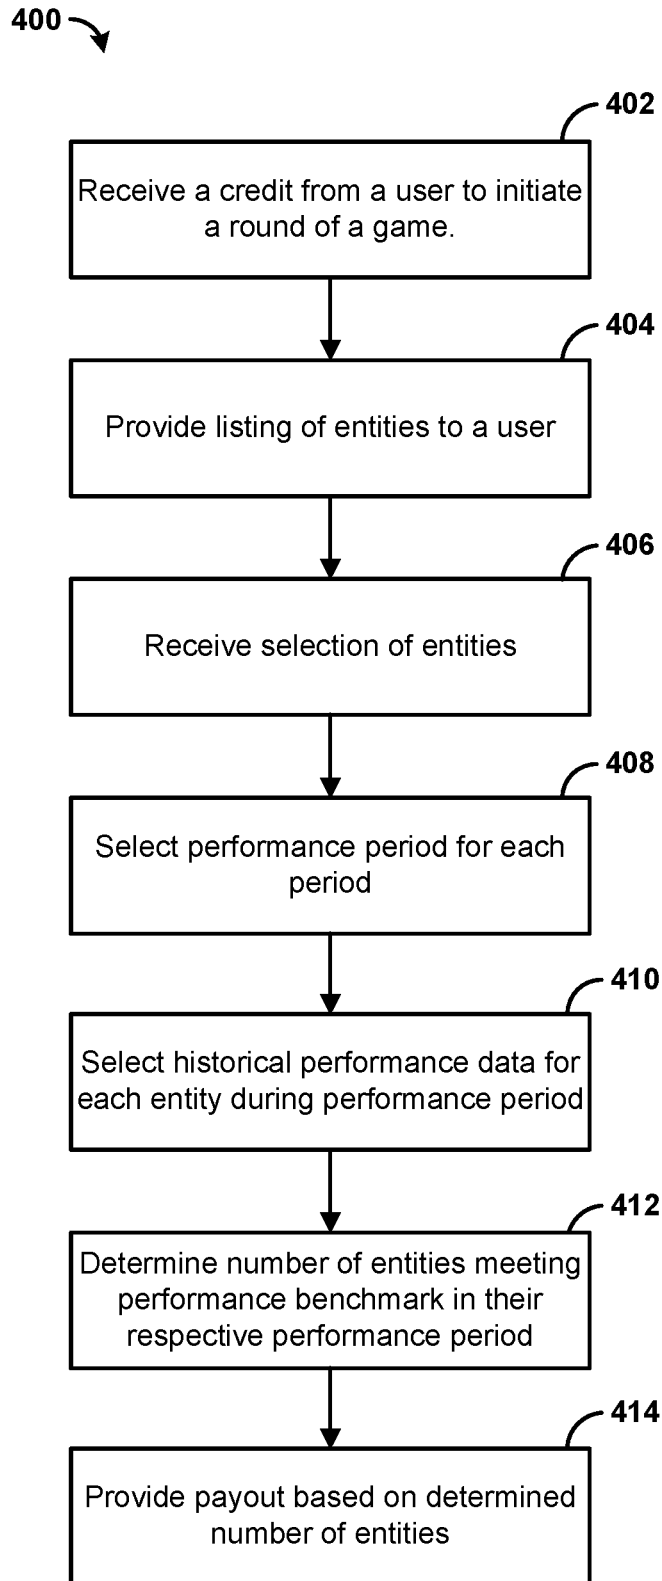 400
402
Receive a credit from a user to initiate
a round of a game.
404
Provide listing of entities to a user
406
Receive selection of entities
408
Select performance period for each
period
410
Select historical performance data for
each entity during performance period
412
Determine number of entities meeting
performance benchmark in their
respective performance period
414
Provide payout based on determined
number of entities